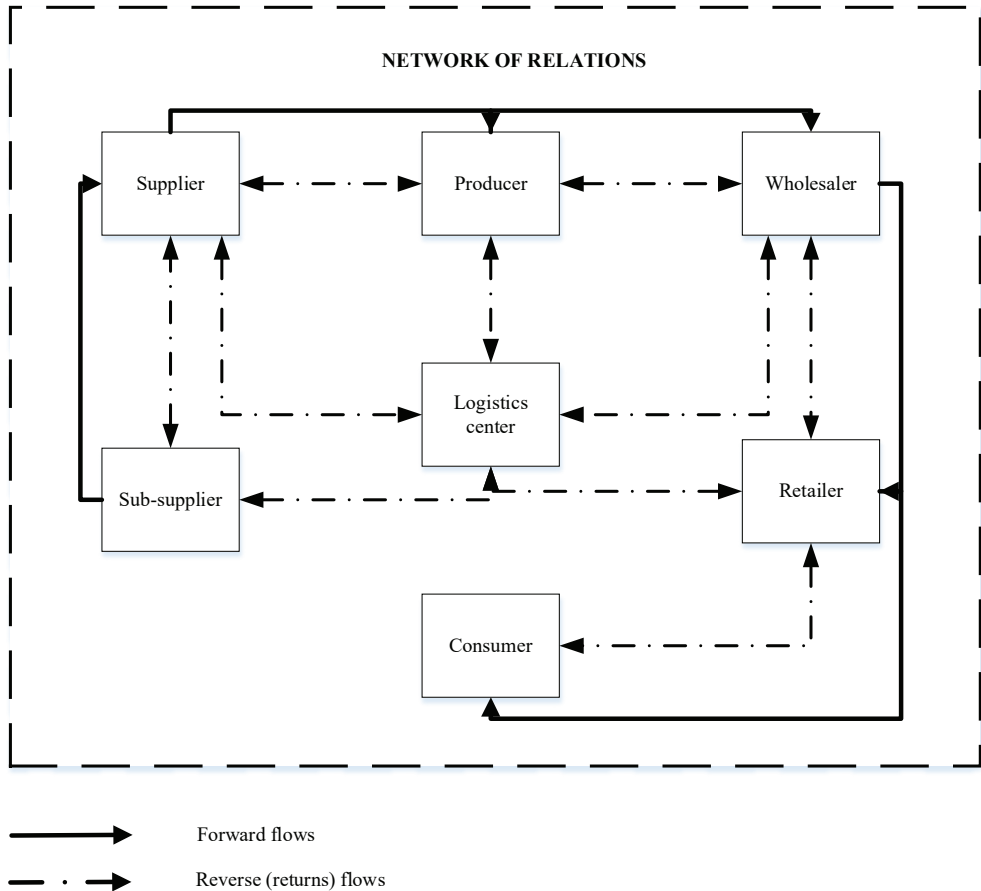 NETWORK OF RELATIONS
Supplier
Producer
Wholesaler
Logistics
center
Sub-supplier
Retailer
Consumer
Forward flows
Reverse (returns) flows